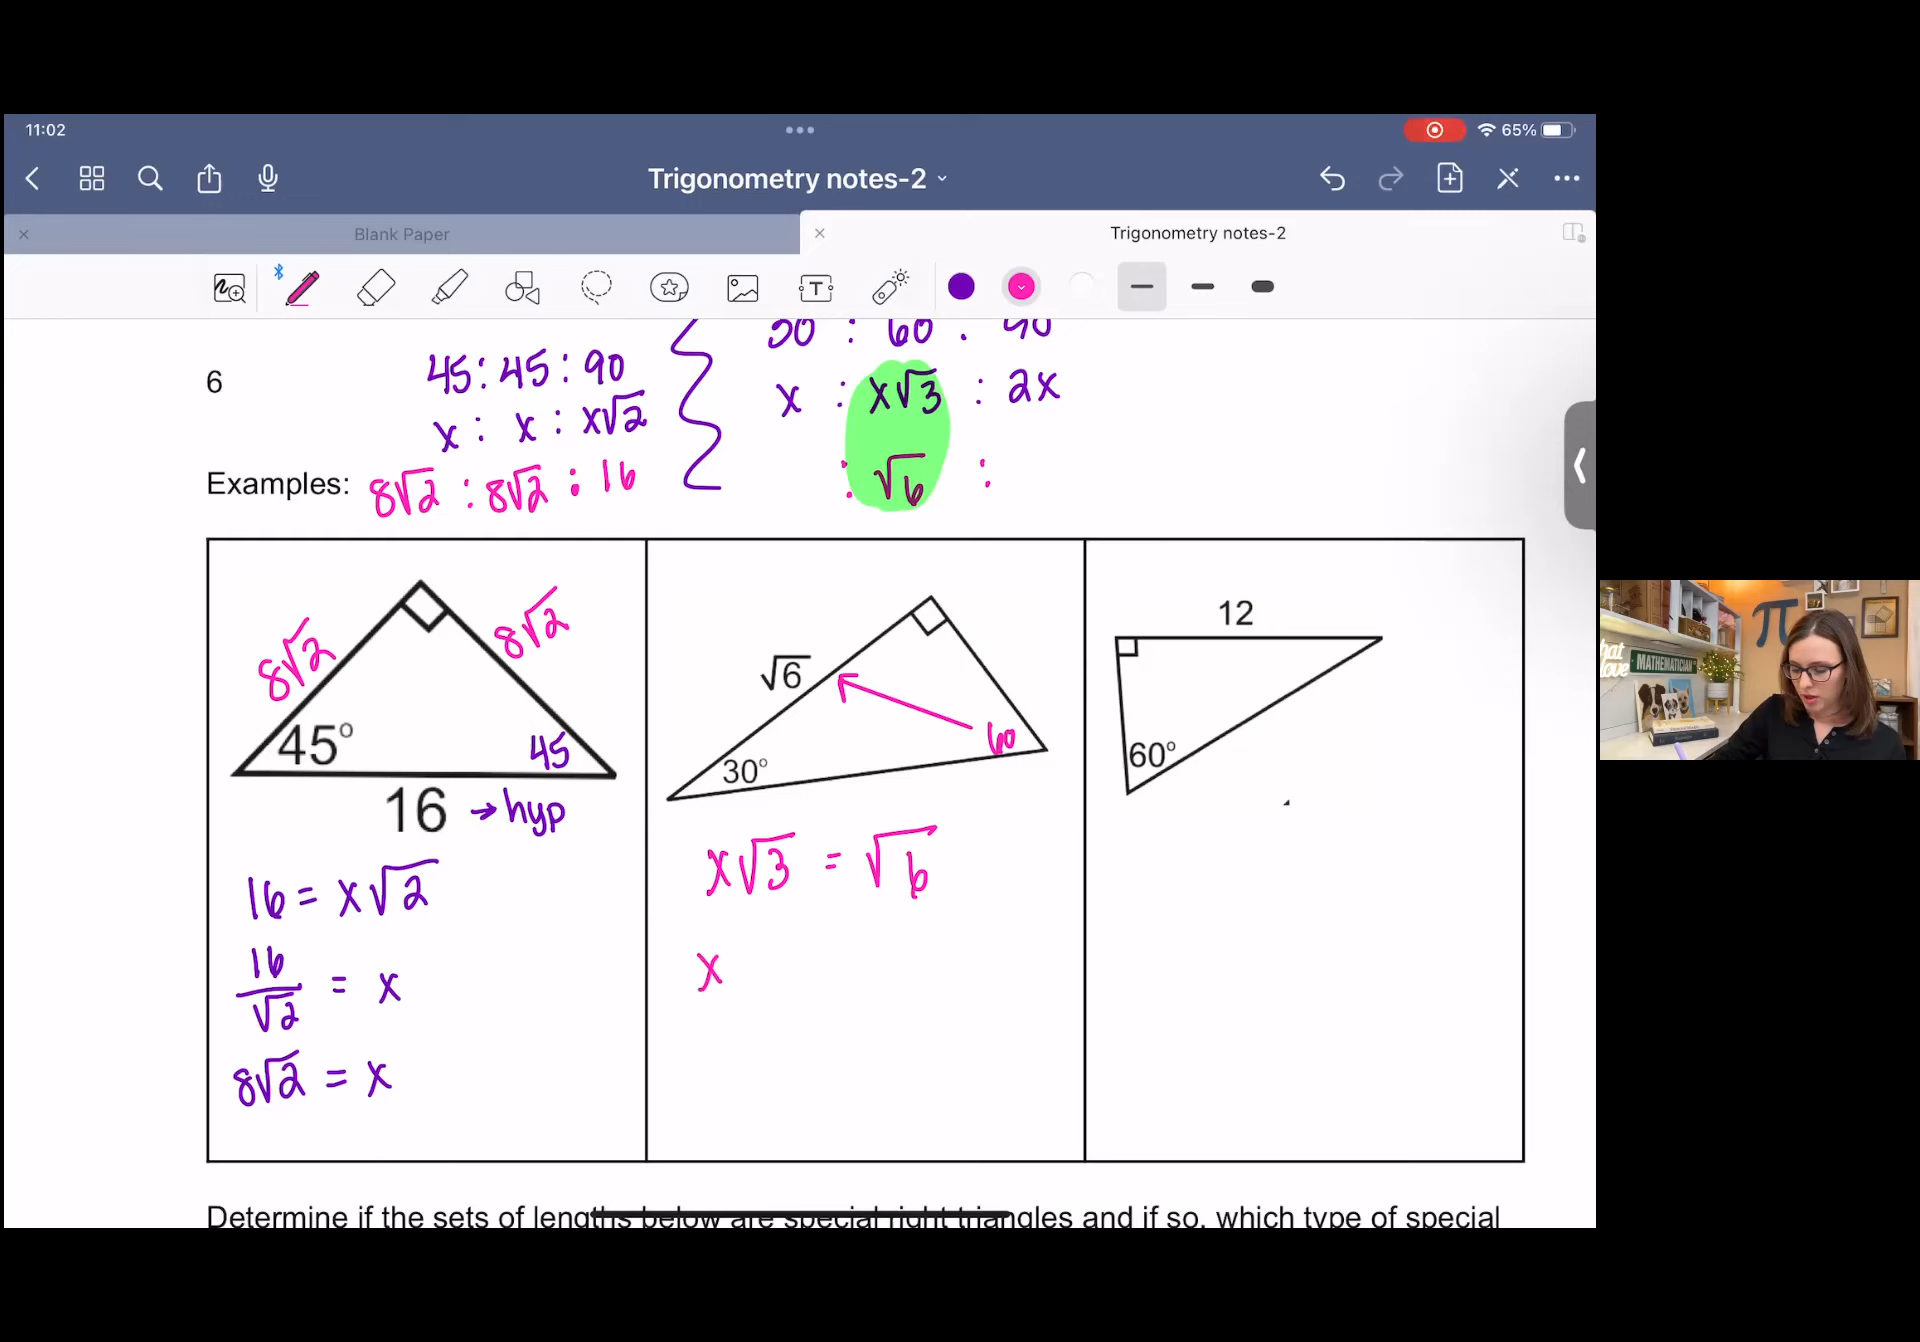 11:02
65%
Trigonometry notes-2
Blank Paper
Trigonometry notes-2
T
30 : 60 : 90
6
45 : 45 : 90
x : x√3 : 2x
x : x : x√2
: √6 :
Examples: 8√2 : 8√2 : 16
8√2
8√2
45°
45
16 → hyp
16 = x√2
16/√2 = x
8√2 = x
√6
60
30°
x√3 = √6
x
12
60°
Determine if the sets of lengths below are special right triangles and if so, which type of special
π
MATHEMATICIAN